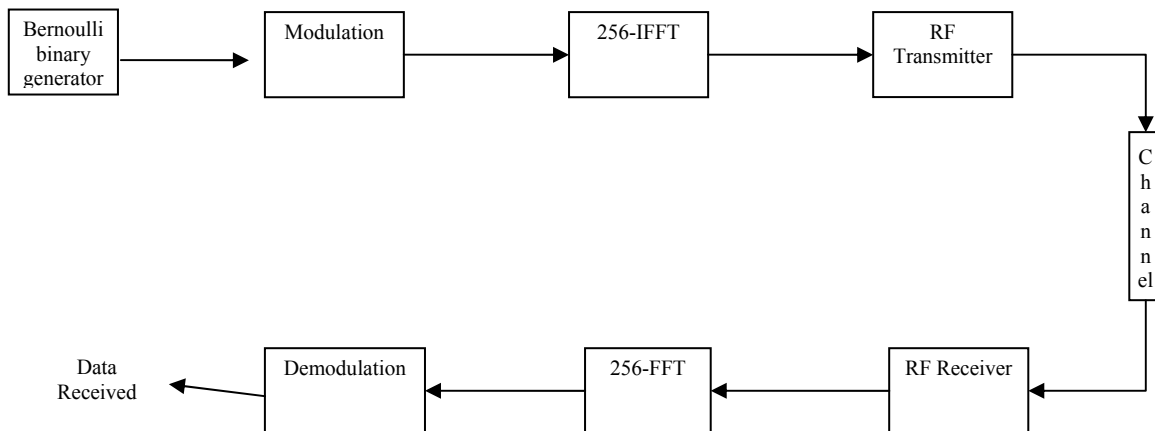 Bernoulli
binary
generator
Modulation
256-IFFT
RF
Transmitter
C
h
a
n
n
el
RF Receiver
256-FFT
Demodulation
Data
Received